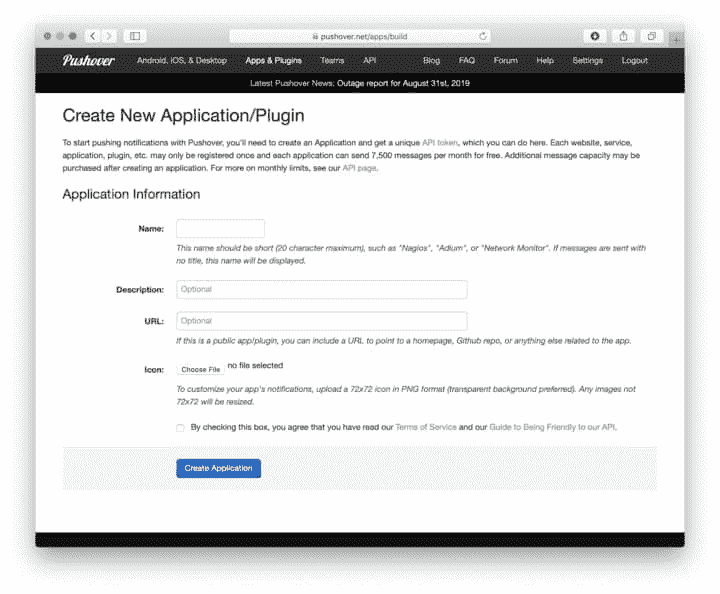 pushover.net/apps/build
Pushover Android, iOS, & Desktop Apps & Plugins Teams API Blog FAQ Forum Help Settings Logout
Latest Pushover News: Outage report for August 31st, 2019
Create New Application/Plugin
To start pushing notifications with Pushover, you'll need to create an Application and get a unique API token, which you can do here. Each website, service,
application, plugin, etc. may only be registered once and each application can send 7,500 messages per month for free. Additional message capacity may be
purchased after creating an application. For more on monthly limits, see our API page.
Application Information
Name:
This name should be short (20 character maximum), such as "Nagios", "Adium", or "Network Monitor". If messages are sent with
no title, this name will be displayed.
Description: Optional
URL: Optional
If this is a public app/plugin, you can include a URL to point to a homepage, Github repo, or anything else related to the app.
Icon: Choose File no file selected
To customize your app's notifications, upload a 72x72 icon in PNG format (transparent background preferred). Any images not
72x72 will be resized.
By checking this box, you agree that you have read our Terms of Service and our Guide to Being Friendly to our API.
Create Application